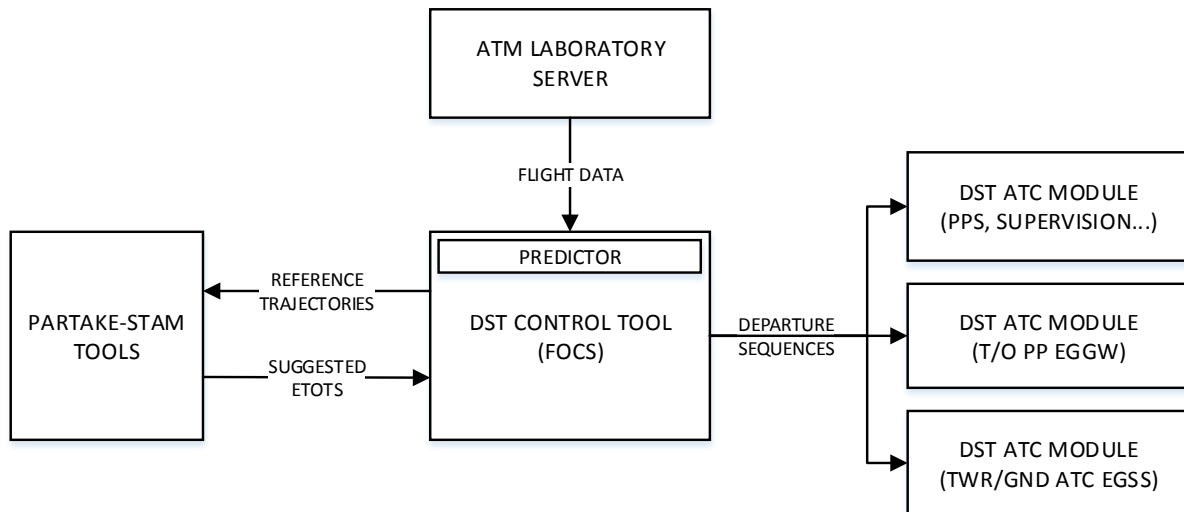 ATM LABORATORY
SERVER
FLIGHT DATA
PREDICTOR
DST CONTROL TOOL
(FOCS)
REFERENCE
TRAJECTORIES
SUGGESTED
ETOTS
PARTAKE-STAM
TOOLS
DEPARTURE
SEQUENCES
DST ATC MODULE
(PPS, SUPERVISION...)
DST ATC MODULE
(T/O PP EGGW)
DST ATC MODULE
(TWR/GND ATC EGSS)